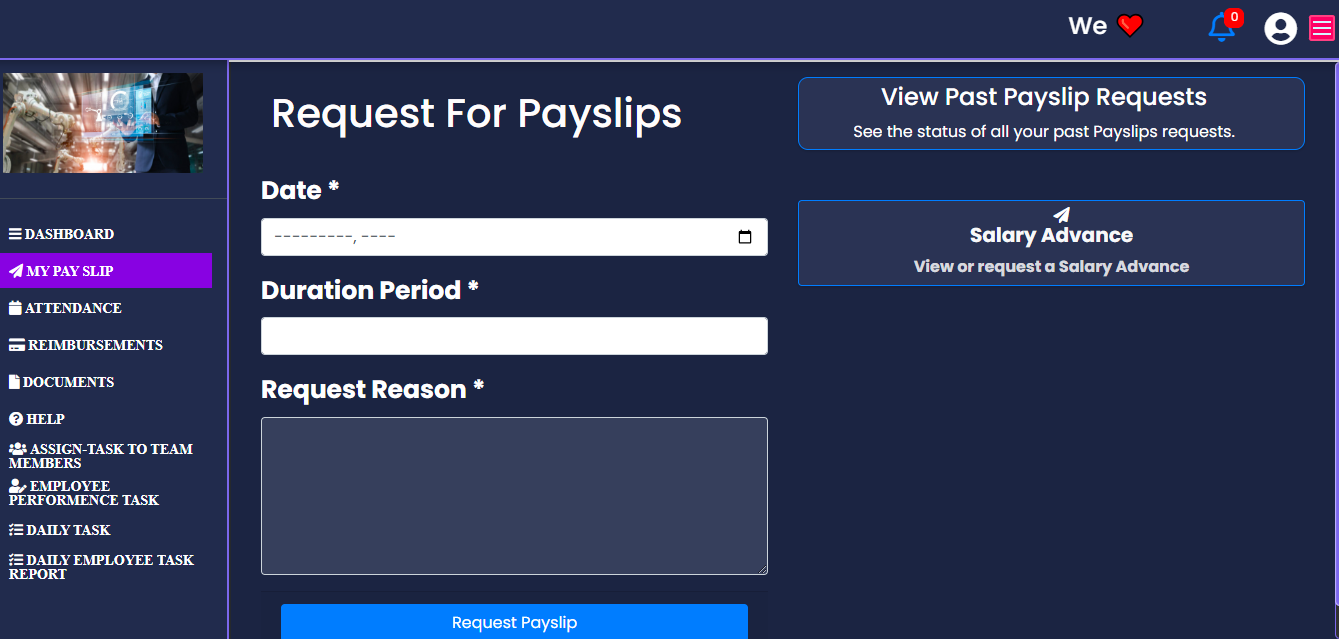 We
0
Request For Payslips
View Past Payslip Requests
See the status of all your past Payslips requests.
Date *
---------, ----
Salary Advance
View or request a Salary Advance
Duration Period *
Request Reason *
Request Payslip
DASHBOARD
MY PAY SLIP
ATTENDANCE
REIMBURSEMENTS
DOCUMENTS
HELP
ASSIGN-TASK TO TEAM
MEMBERS
EMPLOYEE
PERFORMENCE TASK
DAILY TASK
DAILY EMPLOYEE TASK
REPORT